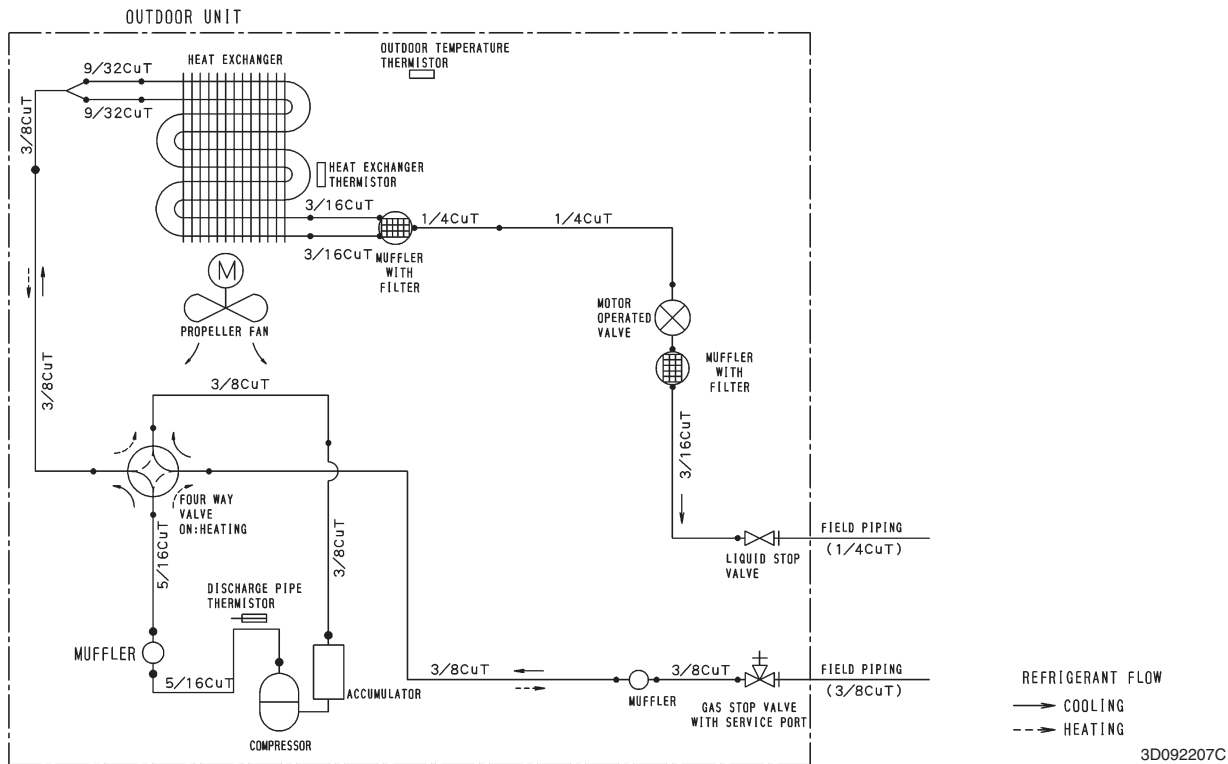 OUTDOOR UNIT
HEAT EXCHANGER
OUTDOOR TEMPERATURE
THERMISTOR
9/32CuT
9/32CuT
3/8CuT
HEAT EXCHANGER
THERMISTOR
3/16CuT
3/16CuT
1/4CuT
1/4CuT
MUFFLER
WITH
FILTER
M
PROPELLER FAN
MOTOR
OPERATED
VALVE
MUFFLER
WITH
FILTER
3/8CuT
3/8CuT
3/16CuT
FOUR WAY
VALVE
ON:HEATING
5/16CuT
3/8CuT
FIELD PIPING
(1/4CuT)
LIQUID STOP
VALVE
DISCHARGE PIPE
THERMISTOR
MUFFLER
5/16CuT
ACCUMULATOR
COMPRESSOR
3/8CuT
3/8CuT
MUFFLER
GAS STOP VALVE
WITH SERVICE PORT
FIELD PIPING
(3/8CuT)
REFRIGERANT FLOW
COOLING
HEATING
3D092207C